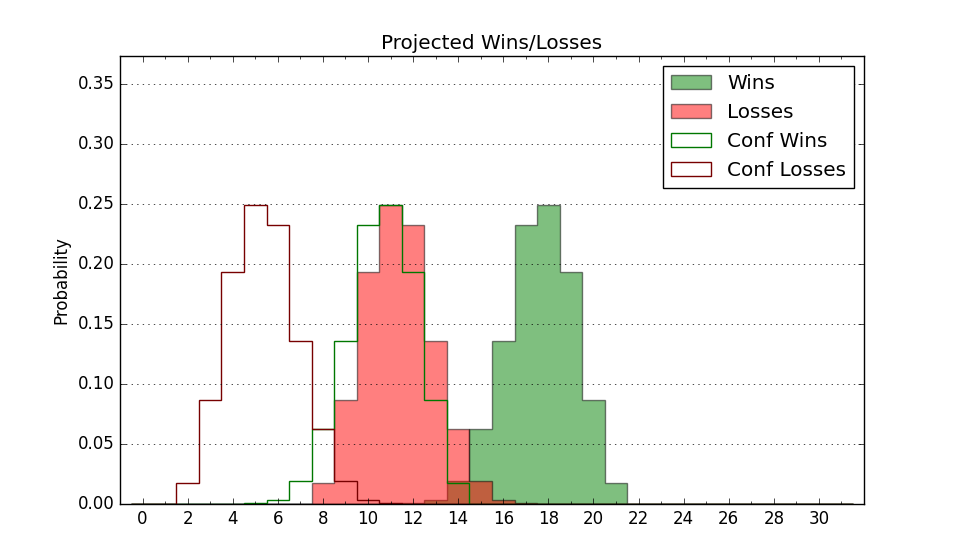 Projected Wins/Losses
0.35
0.30
0.25
0.20
0.15
0.10
0.05
0.00
Probability
Wins
Losses
Conf Wins
Conf Losses
0 2 4 6 8 10 12 14 16 18 20 22 24 26 28 30